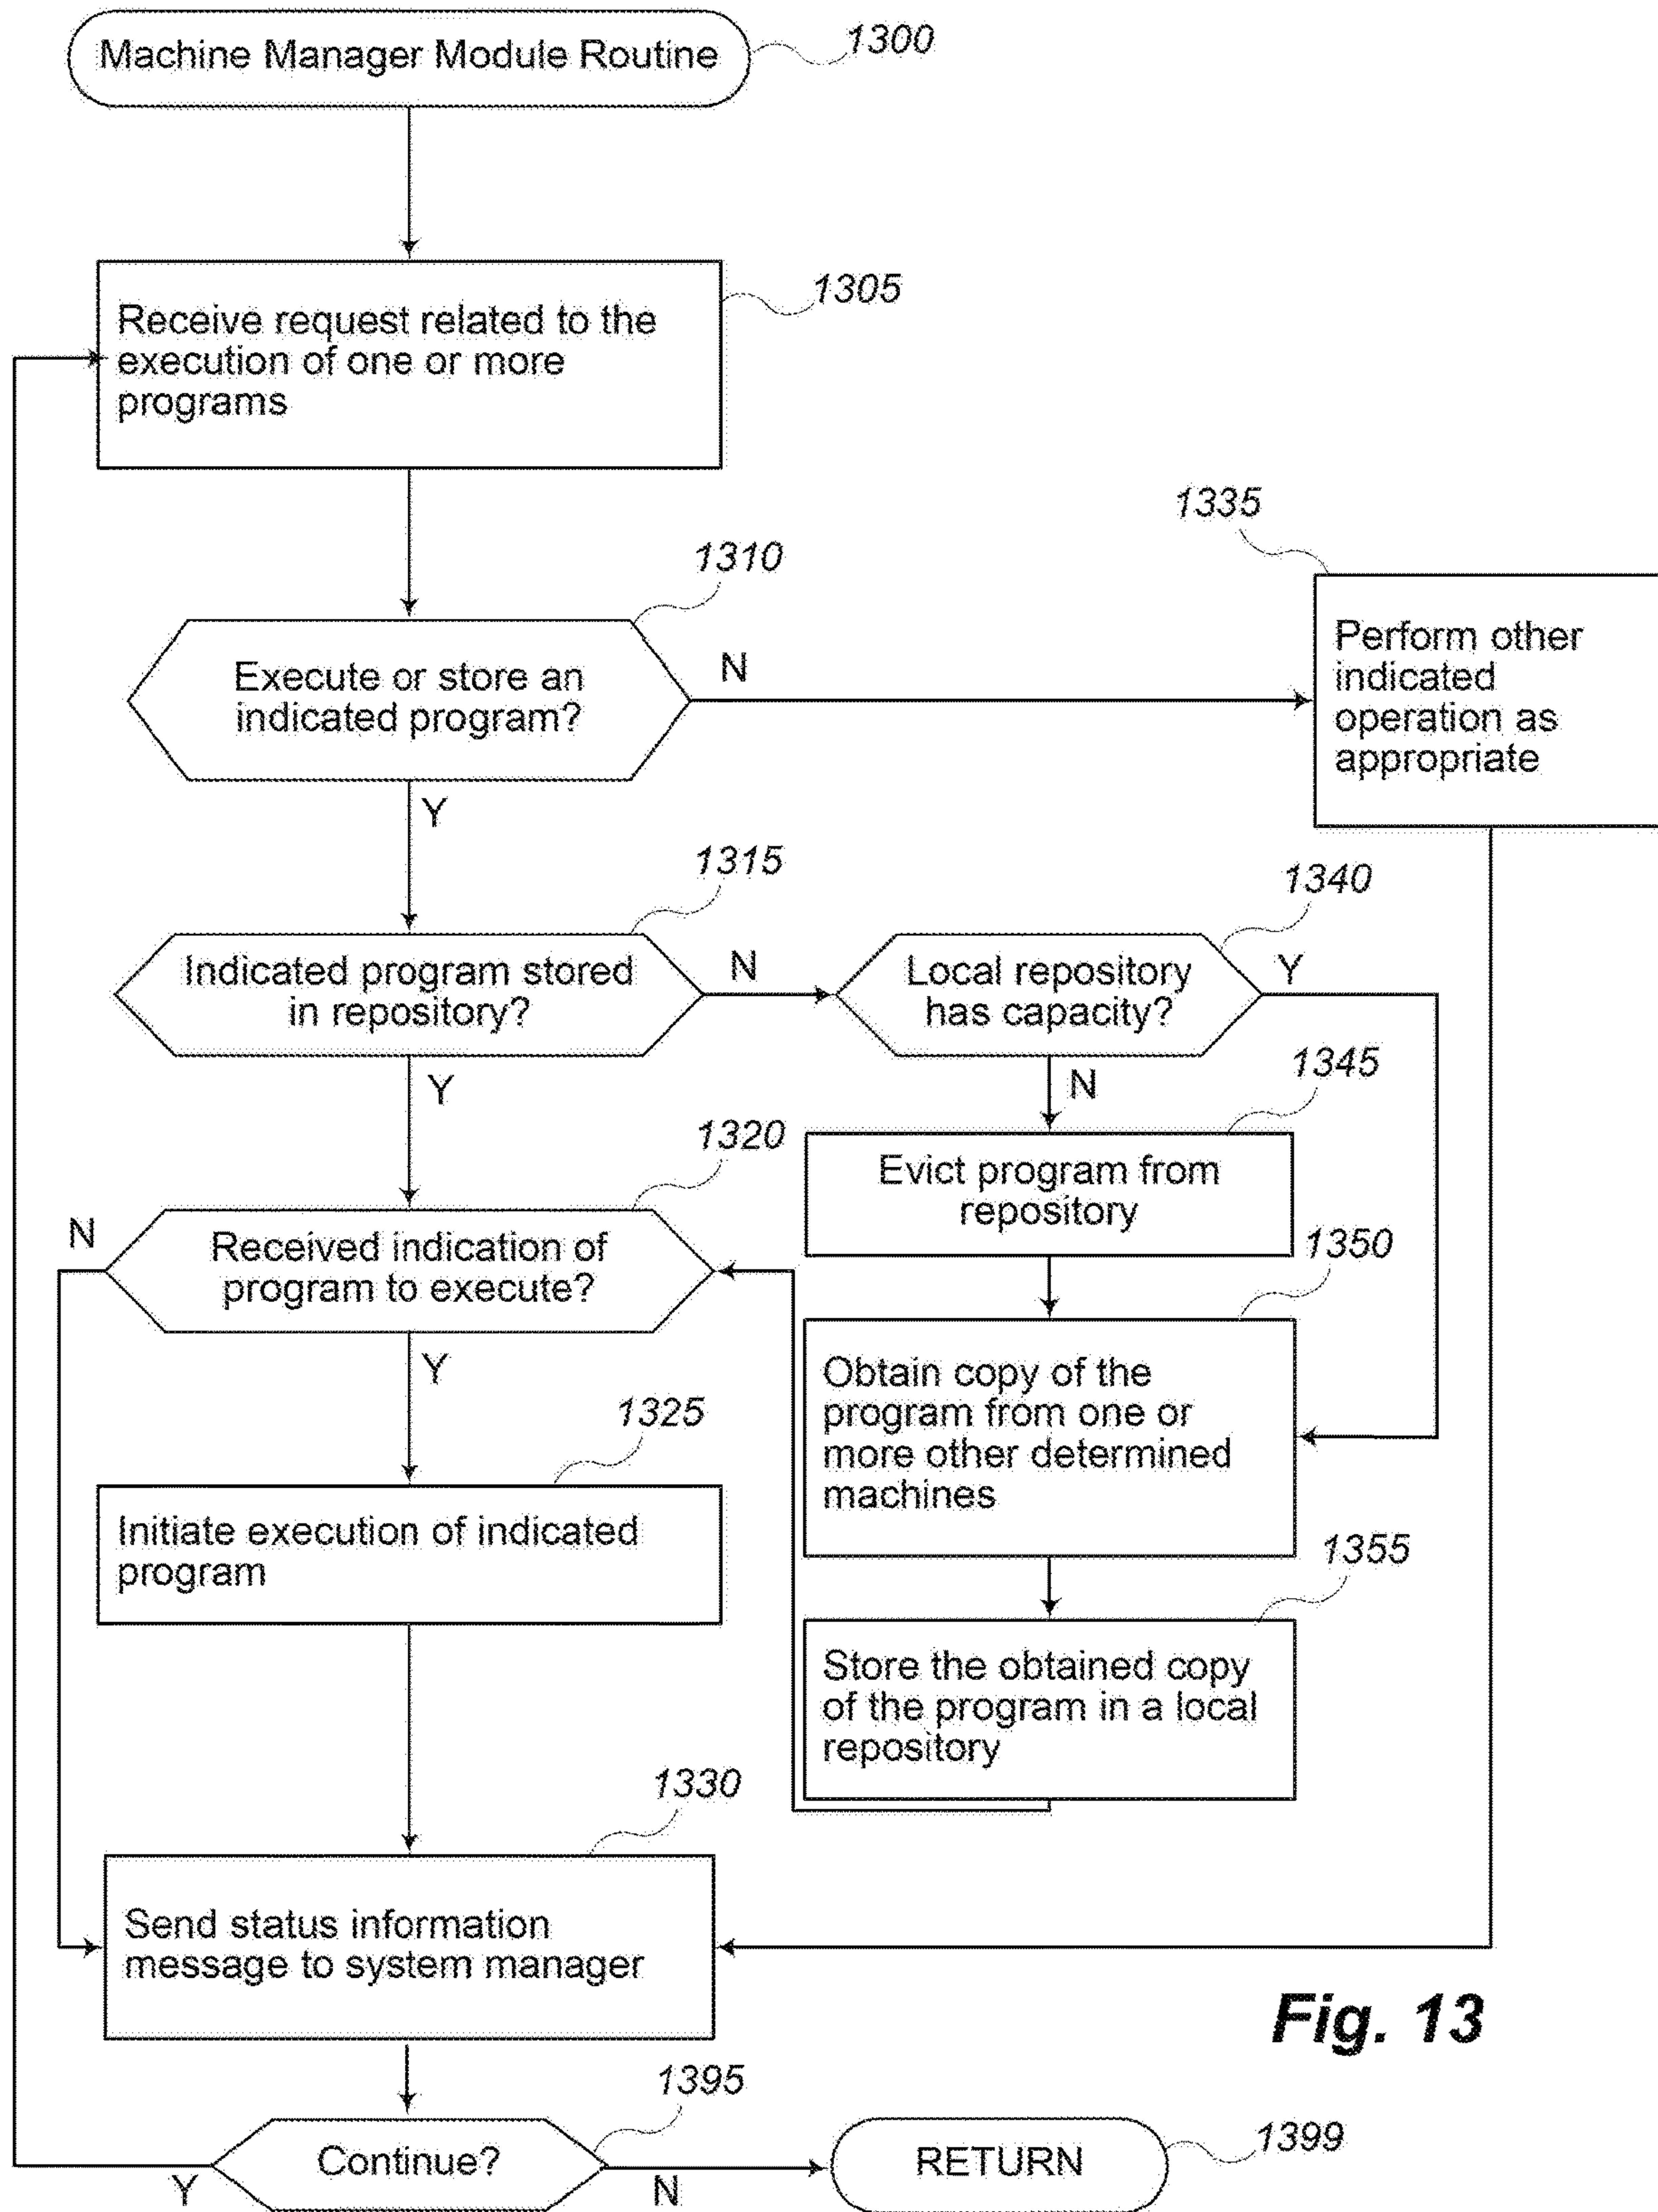 Machine Manager Module Routine
1300
1305
Receive request related to the
execution of one or more
programs
1335
1310
Perform other
indicated
operation as
appropriate
Execute or store an
indicated program?
N
Y
1315
1340
Indicated program stored
in repository?
N
Local repository
has capacity?
Y
Y
N
1345
1320
Evict program from
repository
N
Received indication of
program to execute?
1350
Y
Obtain copy of the
program from one or
more other determined
machines
1325
Initiate execution of indicated
program
1355
Store the obtained copy
of the program in a local
repository
1330
Send status information
message to system manager
Fig. 13
1395
Continue?
Y
N
RETURN
1399